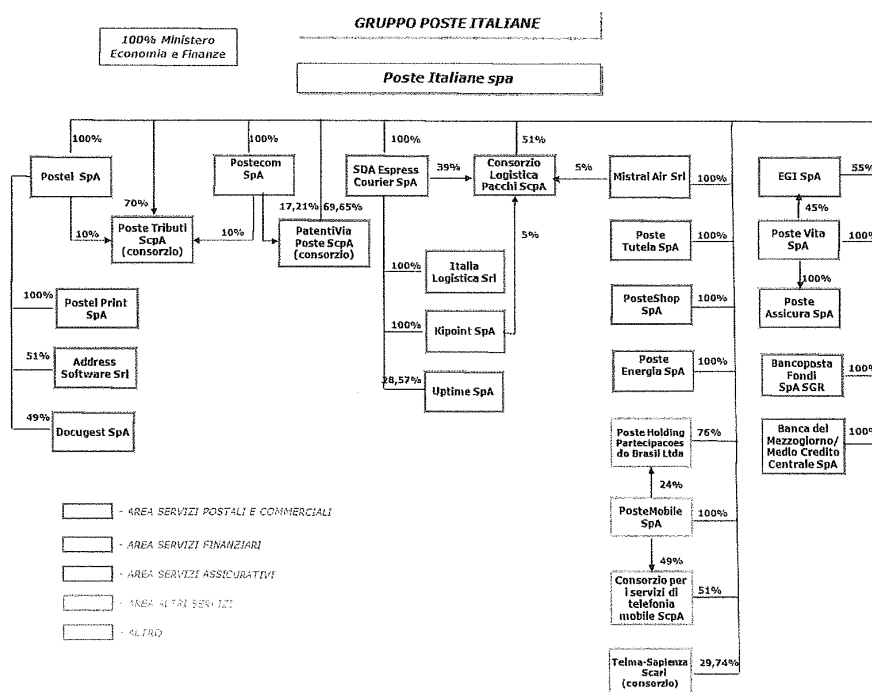 GRUPPO POSTE ITALIANE
100% Ministero
Economia e Finanze
Poste Italiane spa
100%
100%
100%
51%
Postel SpA
Postecom
SpA
SDA Express
Courier SpA
39%
Consorzio
Logistica
Pacchi ScpA
5%
Mistral Air Srl
100%
EGI SpA
55%
70%
17,21%
69,65%
45%
10%
Poste Tributi
ScpA
(consorzio)
10%
PatentiVia
Poste ScpA
(consorzio)
5%
Poste
Tutela SpA
100%
Poste Vita
SpA
100%
100%
Italia
Logistica Srl
100%
100%
Postel Print
SpA
PosteShop
SpA
100%
Poste
Assicura SpA
100%
Kipoint SpA
51%
Address
Software Srl
Poste
Energia SpA
100%
Bancoposta
Fondi
SpA SGR
100%
28,57%
Uptime SpA
49%
Docugest SpA
Poste Holding
Partecipacoes
do Brasil Ltda
76%
Banca del
Mezzogiorno/
Medio Credito
Centrale SpA
100%
24%
PosteMobile
SpA
100%
49%
Consorzio per
i servizi di
telefonia
mobile ScpA
51%
Telma-Sapienza
Scarl
(consorzio)
29,74%
- AREA SERVIZI POSTALI E COMMERCIALI
- AREA SERVIZI FINANZIARI
- AREA SERVIZI ASSICURATIVI
- AREA ALTRI SERVIZI
- ALTRO